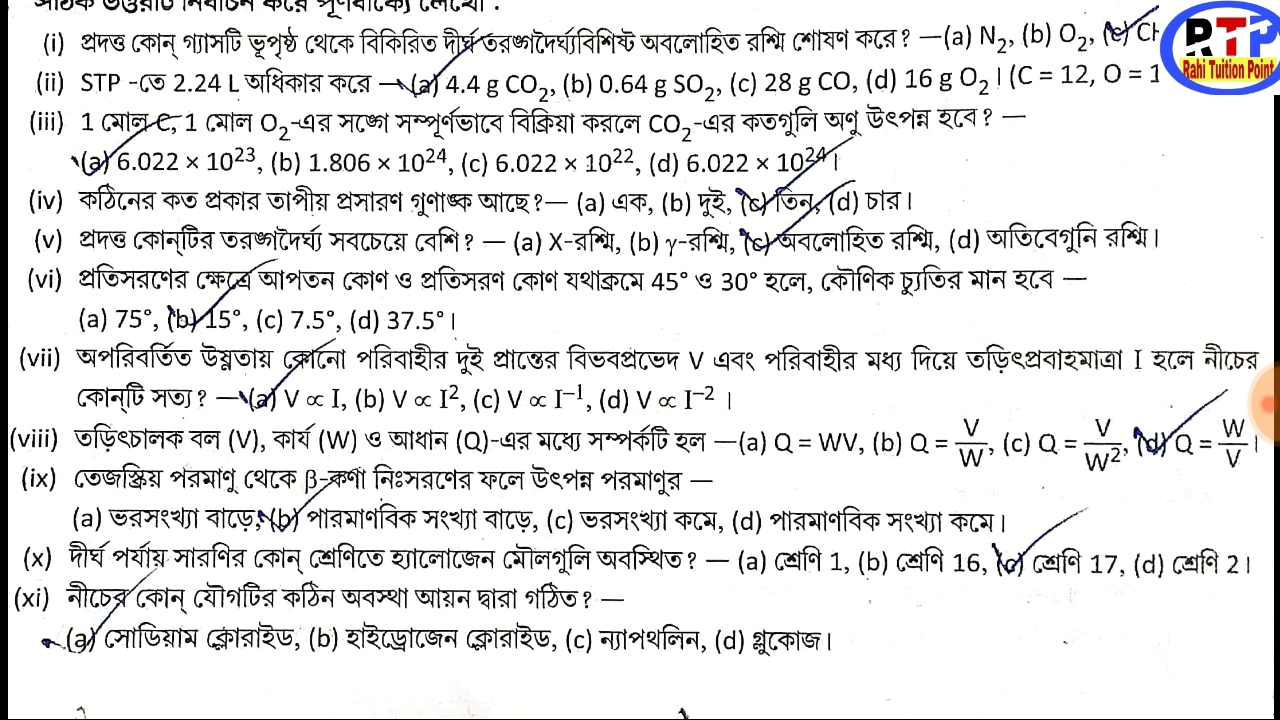 সঠিক উত্তরটি নির্বাচন করে পূর্ণবাক্যে লেখো :
(i) প্রদত্ত কোন্ গ্যাসটি ভূপৃষ্ঠ থেকে বিকিরিত দীর্ঘ তরঙ্গদৈর্ঘ্যবিশিষ্ট অবলোহিত রশ্মি শোষণ করে? —(a) N₂, (b) O₂, (c) CH
RTP
Rahi Tuition Point
(ii) STP -তে 2.24 L অধিকার করে — (a) 4.4 g CO₂, (b) 0.64 g SO₂, (c) 28 g CO, (d) 16 g O₂। (C = 12, O = 1
(iii) 1 মোল C, 1 মোল O₂-এর সঙ্গে সম্পূর্ণভাবে বিক্রিয়া করলে CO₂-এর কতগুলি অণু উৎপন্ন হবে? —
(a) 6.022 × 10²³, (b) 1.806 × 10²⁴, (c) 6.022 × 10²², (d) 6.022 × 10²⁴।
(iv) কঠিনের কত প্রকার তাপীয় প্রসারণ গুণাঙ্ক আছে?— (a) এক, (b) দুই, (c) তিন, (d) চার।
(v) প্রদত্ত কোন্‌টির তরঙ্গদৈর্ঘ্য সবচেয়ে বেশি? — (a) X-রশ্মি, (b) γ-রশ্মি, (c) অবলোহিত রশ্মি, (d) অতিবেগুনি রশ্মি।
(vi) প্রতিসরণের ক্ষেত্রে আপতন কোণ ও প্রতিসরণ কোণ যথাক্রমে 45° ও 30° হলে, কৌণিক চ্যুতির মান হবে —
(a) 75°, (b) 15°, (c) 7.5°, (d) 37.5°।
(vii) অপরিবর্তিত উষ্ণতায় কোনো পরিবাহীর দুই প্রান্তের বিভবপ্রভেদ V এবং পরিবাহীর মধ্য দিয়ে তড়িৎপ্রবাহমাত্রা I হলে নীচের
কোন্‌টি সত্য? — (a) V ∝ I, (b) V ∝ I², (c) V ∝ I⁻¹, (d) V ∝ I⁻² ।
(viii) তড়িৎচালক বল (V), কার্য (W) ও আধান (Q)-এর মধ্যে সম্পর্কটি হল —(a) Q = WV, (b) Q = V/W, (c) Q = V/W², (d) Q = W/V।
(ix) তেজস্ক্রিয় পরমাণু থেকে β-কণা নিঃসরণের ফলে উৎপন্ন পরমাণুর —
(a) ভরসংখ্যা বাড়ে, (b) পারমাণবিক সংখ্যা বাড়ে, (c) ভরসংখ্যা কমে, (d) পারমাণবিক সংখ্যা কমে।
(x) দীর্ঘ পর্যায় সারণির কোন্ শ্রেণিতে হ্যালোজেন মৌলগুলি অবস্থিত? — (a) শ্রেণি 1, (b) শ্রেণি 16, (c) শ্রেণি 17, (d) শ্রেণি 2।
(xi) নীচের কোন্ যৌগটির কঠিন অবস্থা আয়ন দ্বারা গঠিত? —
(a) সোডিয়াম ক্লোরাইড, (b) হাইড্রোজেন ক্লোরাইড, (c) ন্যাপথলিন, (d) গ্লুকোজ।